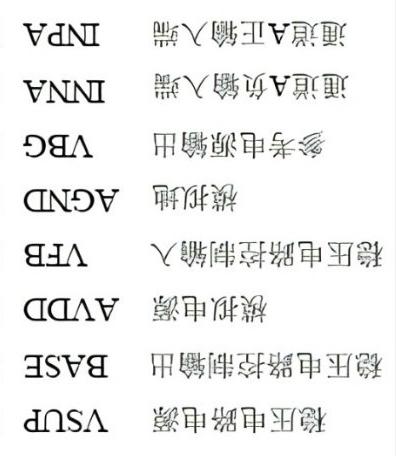 稳压电路电源 VSUP
稳压电路控制输出 BASE
模拟电源 AVDD
稳压电路控制输入 VFB
模拟地 AGND
参考电源输出 VBG
通道A负输入端 INNA
通道A正输入端 INPA